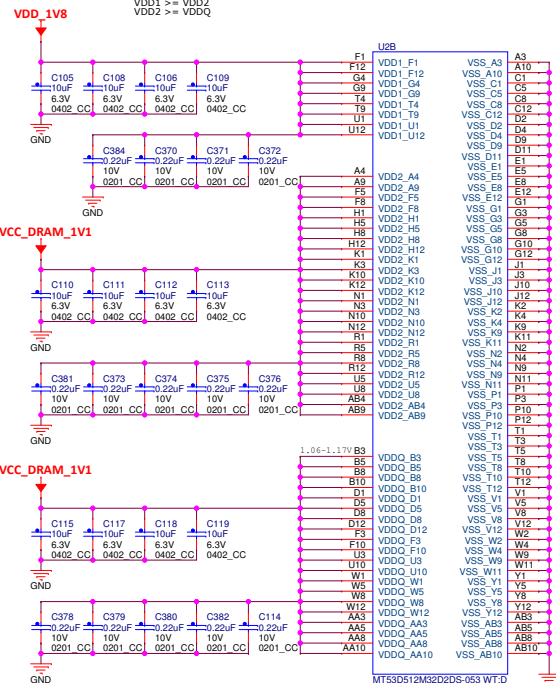 VDD1 >= VDD2
VDD2 >= VDDQ
VDD_1V8
C105 C108 C106 C109
10uF 10uF 10uF 10uF
6.3V 6.3V 6.3V 6.3V
0402_CC 0402_CC 0402_CC 0402_CC
GND
C384 C370 C371 C372
0.22uF 0.22uF 0.22uF 0.22uF
10V 10V 10V 10V
0201_CC 0201_CC 0201_CC 0201_CC
GND
VCC_DRAM_1V1
C110 C111 C112 C113
10uF 10uF 10uF 10uF
6.3V 6.3V 6.3V 6.3V
0402_CC 0402_CC 0402_CC 0402_CC
GND
C381 C373 C374 C375 C376
0.22uF 0.22uF 0.22uF 0.22uF 0.22uF
10V 10V 10V 10V 10V
0201_CC 0201_CC 0201_CC 0201_CC 0201_CC
GND
VCC_DRAM_1V1
C115 C117 C118 C119
10uF 10uF 10uF 10uF
6.3V 6.3V 6.3V 6.3V
0402_CC 0402_CC 0402_CC 0402_CC
GND
C378 C379 C380 C382 C114
0.22uF 0.22uF 0.22uF 0.22uF 0.22uF
10V 10V 10V 10V 10V
0201_CC 0201_CC 0201_CC 0201_CC 0201_CC
GND
U2B
F1 VDD1_F1
F12 VDD1_F12
G4 VDD1_G4
G9 VDD1_G9
T4 VDD1_T4
T9 VDD1_T9
U1 VDD1_U1
U12 VDD1_U12
A4 VDD2_A4
A9 VDD2_A9
F5 VDD2_F5
F8 VDD2_F8
H1 VDD2_H1
H5 VDD2_H5
H8 VDD2_H8
H12 VDD2_H12
K1 VDD2_K1
K3 VDD2_K3
K10 VDD2_K10
K12 VDD2_K12
N1 VDD2_N1
N3 VDD2_N3
N10 VDD2_N10
N12 VDD2_N12
R1 VDD2_R1
R5 VDD2_R5
R8 VDD2_R8
R12 VDD2_R12
U5 VDD2_U5
U8 VDD2_U8
AB4 VDD2_AB4
AB9 VDD2_AB9
1.06-1.17V
B3 VDDQ_B3
B5 VDDQ_B5
B8 VDDQ_B8
B10 VDDQ_B10
D1 VDDQ_D1
D5 VDDQ_D5
D8 VDDQ_D8
D12 VDDQ_D12
F3 VDDQ_F3
F10 VDDQ_F10
U3 VDDQ_U3
U10 VDDQ_U10
W1 VDDQ_W1
W5 VDDQ_W5
W8 VDDQ_W8
W12 VDDQ_W12
AA3 VDDQ_AA3
AA5 VDDQ_AA5
AA8 VDDQ_AA8
AA10 VDDQ_AA10
VSS_A3 A3
VSS_A10 A10
VSS_C1 C1
VSS_C5 C5
VSS_C8 C8
VSS_C12 C12
VSS_D2 D2
VSS_D4 D4
VSS_D9 D9
VSS_D11 D11
VSS_E1 E1
VSS_E5 E5
VSS_E8 E8
VSS_E12 E12
VSS_G1 G1
VSS_G3 G3
VSS_G5 G5
VSS_G8 G8
VSS_G10 G10
VSS_G12 G12
VSS_J1 J1
VSS_J3 J3
VSS_J10 J10
VSS_J12 J12
VSS_K2 K2
VSS_K4 K4
VSS_K9 K9
VSS_K11 K11
VSS_N2 N2
VSS_N4 N4
VSS_N9 N9
VSS_N11 N11
VSS_P1 P1
VSS_P3 P3
VSS_P10 P10
VSS_P12 P12
VSS_T1 T1
VSS_T3 T3
VSS_T5 T5
VSS_T8 T8
VSS_T10 T10
VSS_T12 T12
VSS_V1 V1
VSS_V5 V5
VSS_V8 V8
VSS_V12 V12
VSS_W2 W2
VSS_W4 W4
VSS_W9 W9
VSS_W11 W11
VSS_Y1 Y1
VSS_Y5 Y5
VSS_Y8 Y8
VSS_Y12 Y12
VSS_AB3 AB3
VSS_AB5 AB5
VSS_AB8 AB8
VSS_AB10 AB10
MT53D512M32D2DS-053 WT:D